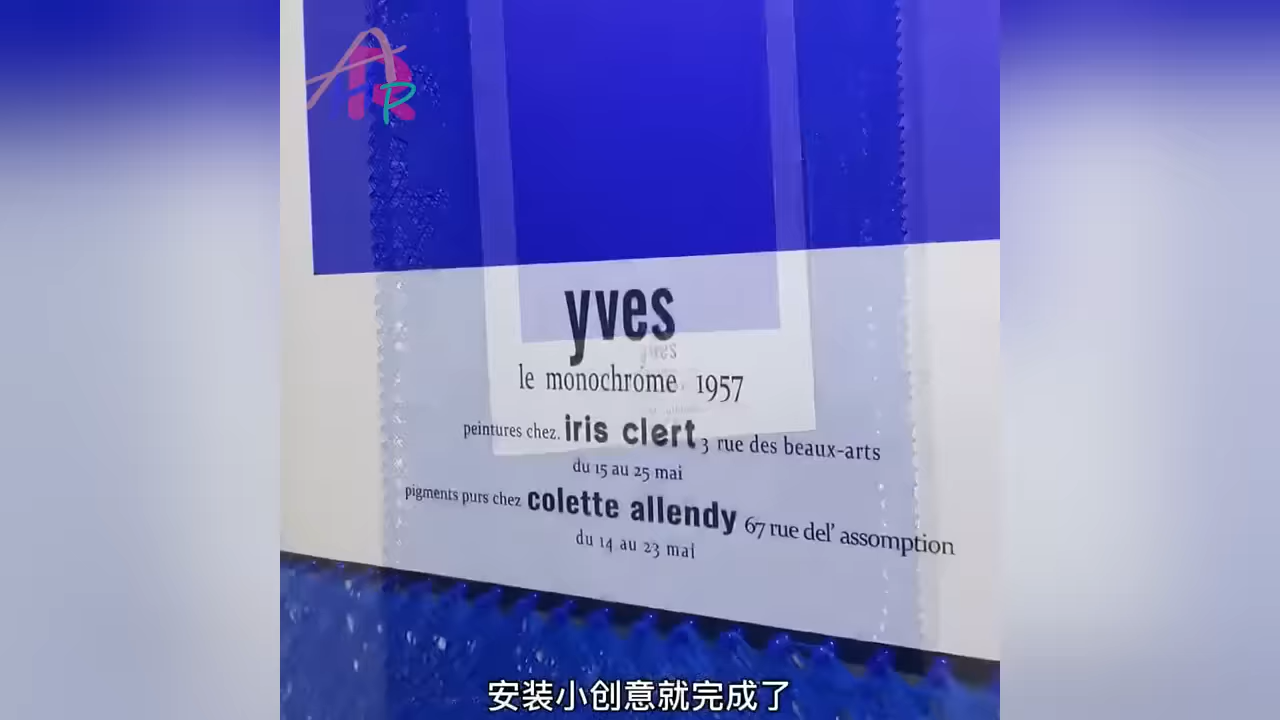 yves
le monochrome 1957
peintures chez. iris clert 3 rue des beaux-arts
du 15 au 25 mai
pigments purs chez colette allendy 67 rue del' assomption
du 14 au 23 mai
安装小创意就完成了